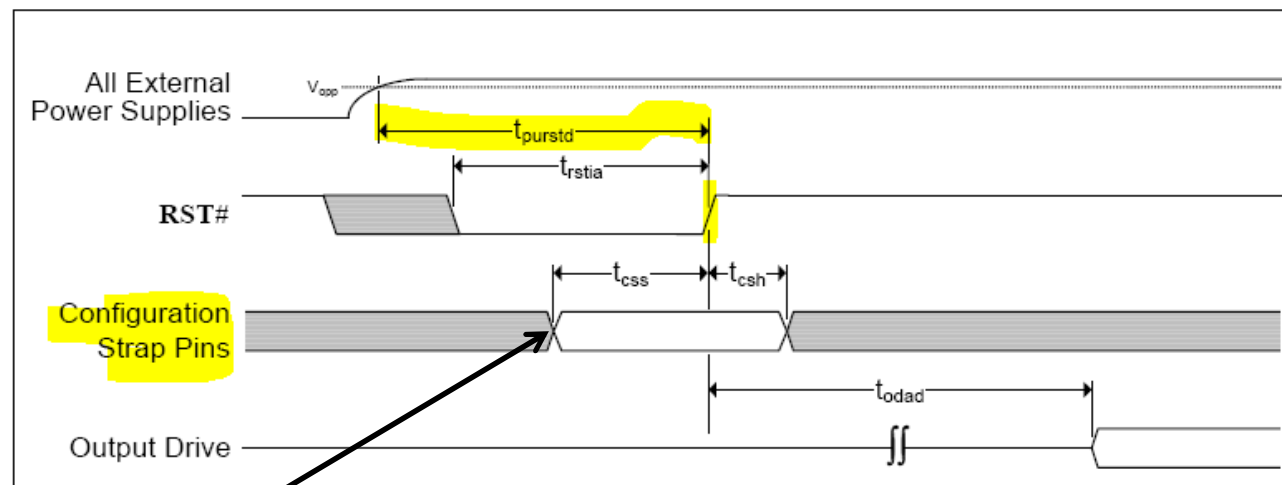 All External
Power Supplies
Vopp
tpurstd
trstia
RST#
tcss
tcsh
Configuration
Strap Pins
todad
Output Drive